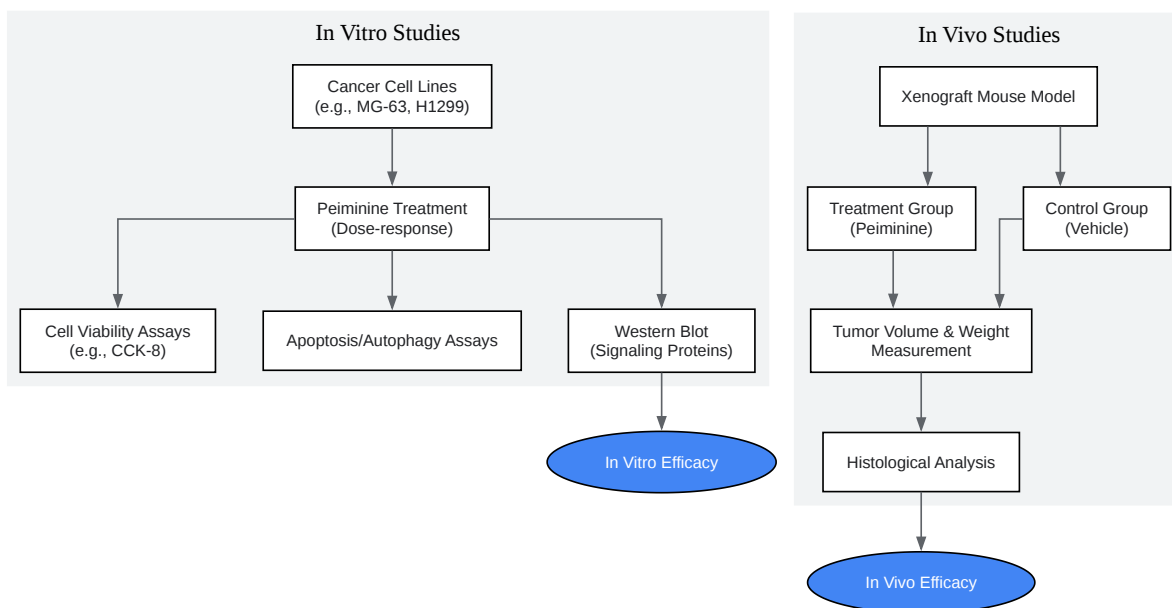 In Vitro Studies
Cancer Cell Lines
(e.g., MG-63, H1299)
Peiminine Treatment
(Dose-response)
Cell Viability Assays
(e.g., CCK-8)
Apoptosis/Autophagy Assays
Western Blot
(Signaling Proteins)
In Vitro Efficacy
In Vivo Studies
Xenograft Mouse Model
Treatment Group
(Peiminine)
Control Group
(Vehicle)
Tumor Volume & Weight
Measurement
Histological Analysis
In Vivo Efficacy